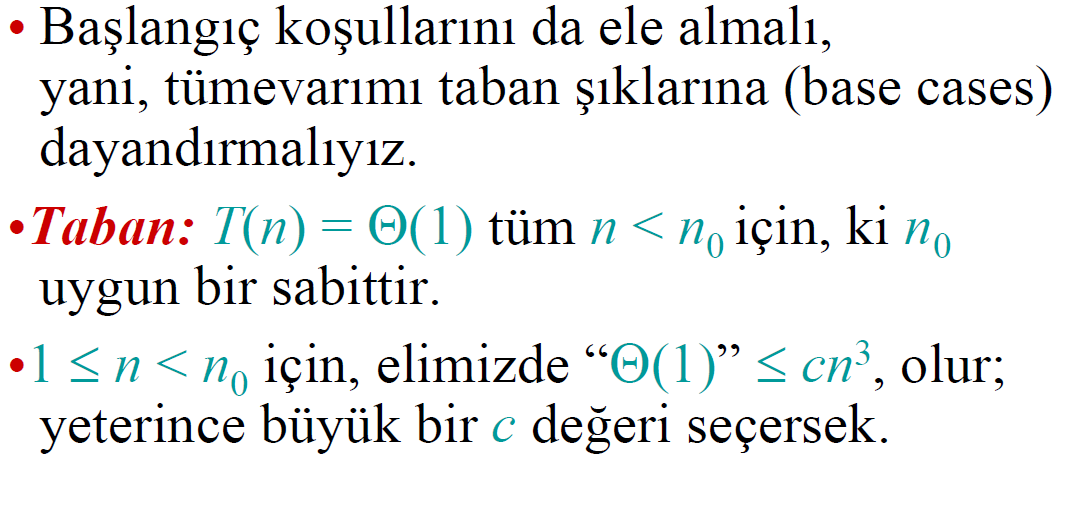 • Başlangıç koşullarını da ele almalı,
yani, tümevarımı taban şıklarına (base cases)
dayandırmalıyız.
•Taban: T(n) = Θ(1) tüm n < n₀ için, ki n₀
uygun bir sabittir.
•1 ≤ n < n₀ için, elimizde “Θ(1)” ≤ cn³, olur;
yeterince büyük bir c değeri seçersek.